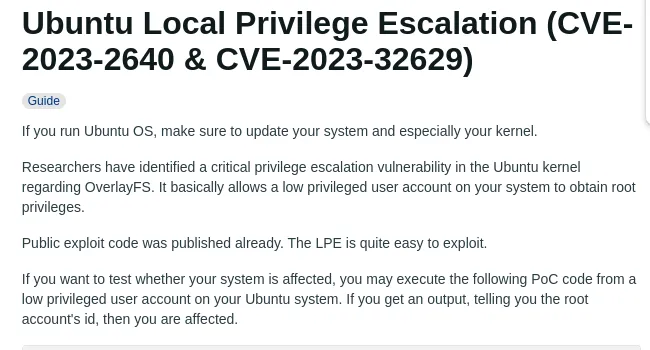 Ubuntu Local Privilege Escalation (CVE-
2023-2640 & CVE-2023-32629)
Guide
If you run Ubuntu OS, make sure to update your system and especially your kernel.
Researchers have identified a critical privilege escalation vulnerability in the Ubuntu kernel
regarding OverlayFS. It basically allows a low privileged user account on your system to obtain root
privileges.
Public exploit code was published already. The LPE is quite easy to exploit.
If you want to test whether your system is affected, you may execute the following PoC code from a
low privileged user account on your Ubuntu system. If you get an output, telling you the root
account's id, then you are affected.